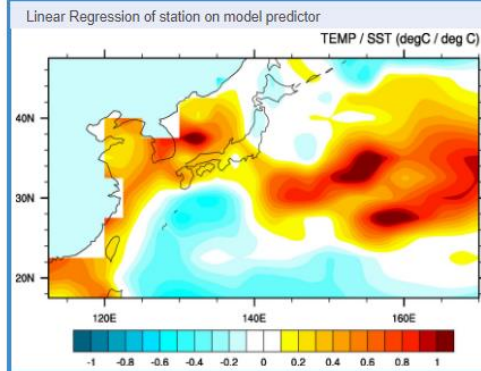 Linear Regression of station on model predictor
TEMP / SST (degC / deg C)
40N
30N
20N
120E 140E 160E
-1 -0.8 -0.6 -0.4 -0.2 0 0.2 0.4 0.6 0.8 1